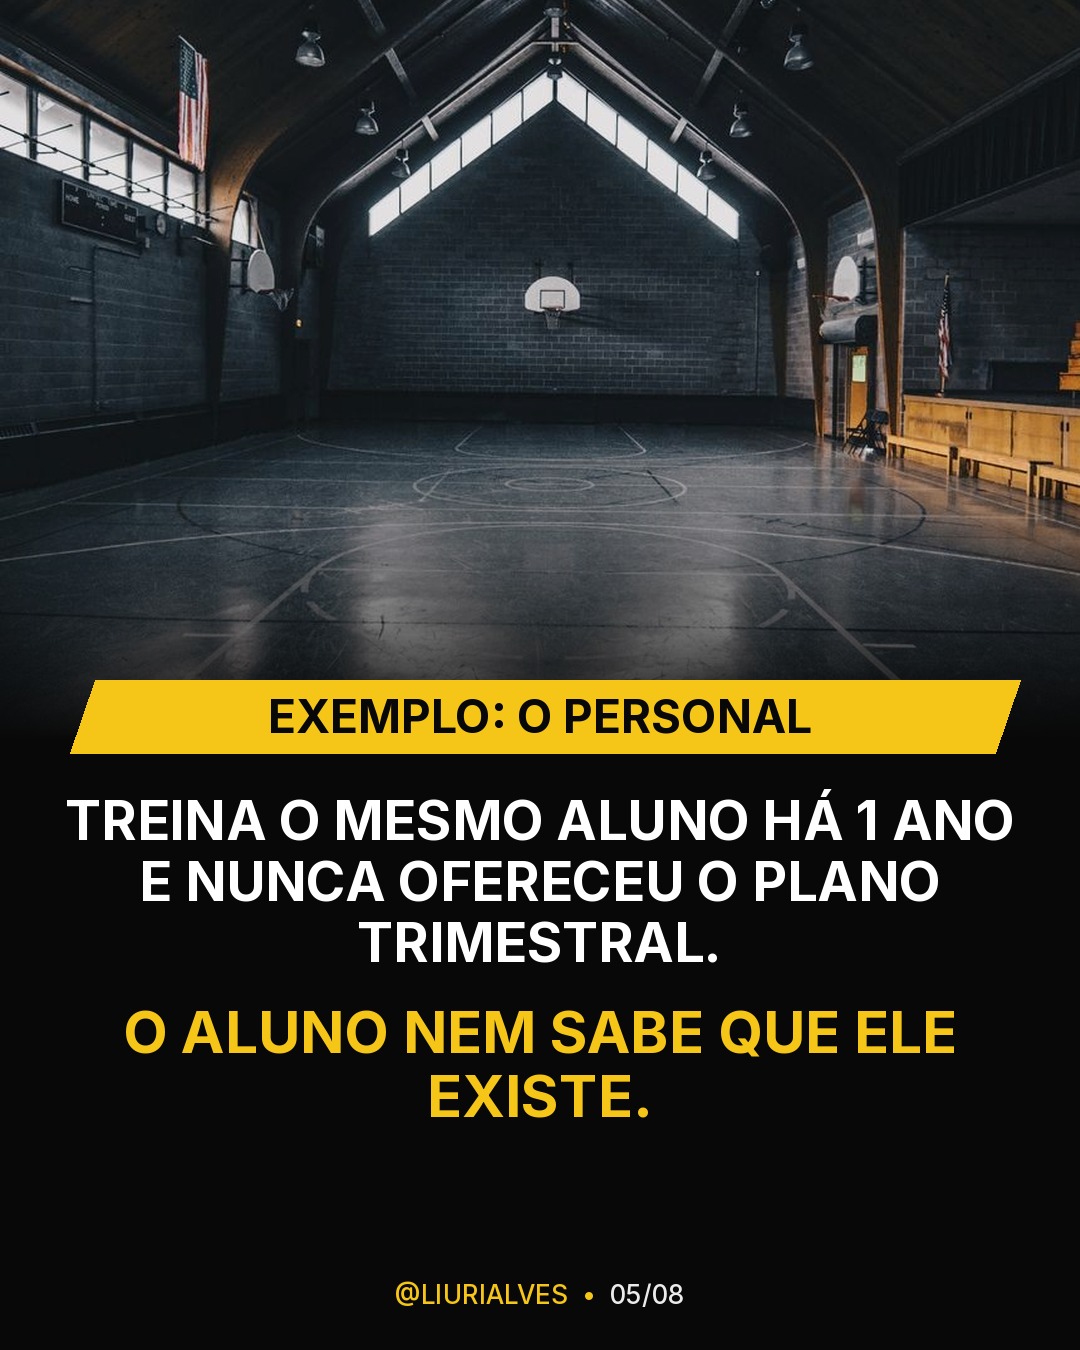 EXEMPLO: O PERSONAL
TREINA O MESMO ALUNO HÁ 1 ANO
E NUNCA OFERECEU O PLANO
TRIMESTRAL.
O ALUNO NEM SABE QUE ELE
EXISTE.
@LIURIALVES • 05/08